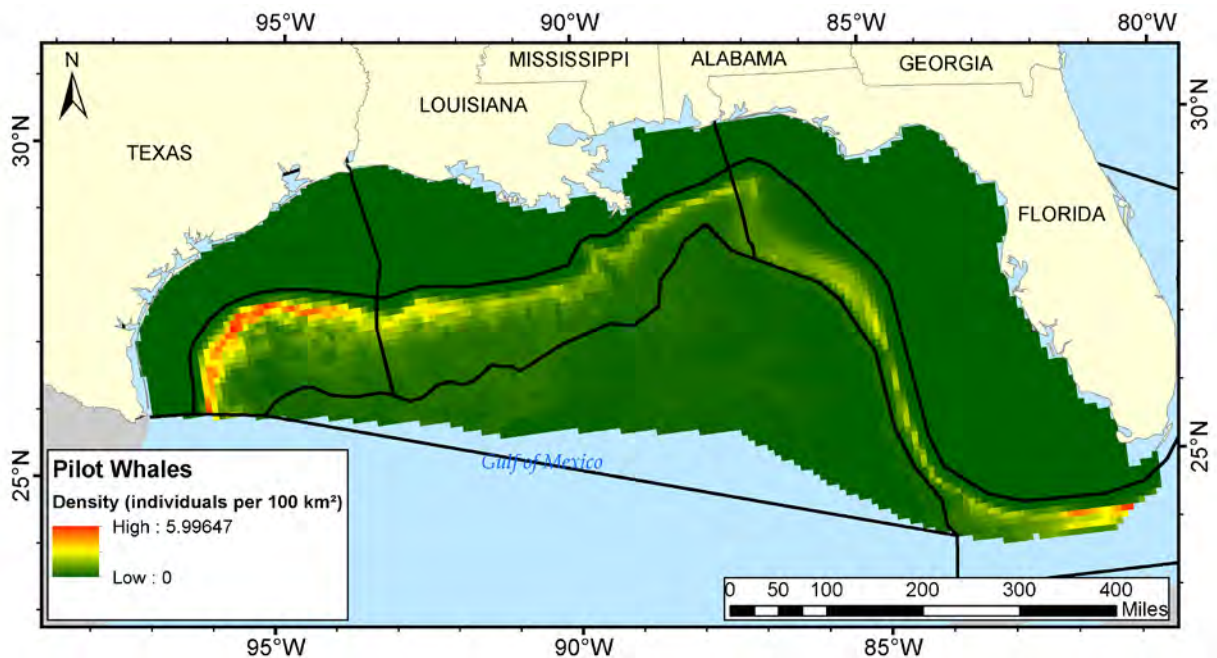 95°W 90°W 85°W 80°W
N
MISSISSIPPI ALABAMA GEORGIA
LOUISIANA
TEXAS
30°N 30°N
FLORIDA
25°N 25°N
Gulf of Mexico
Pilot Whales
Density (individuals per 100 km²)
High : 5.99647
Low : 0
0 50 100 200 300 400
Miles
95°W 90°W 85°W 80°W